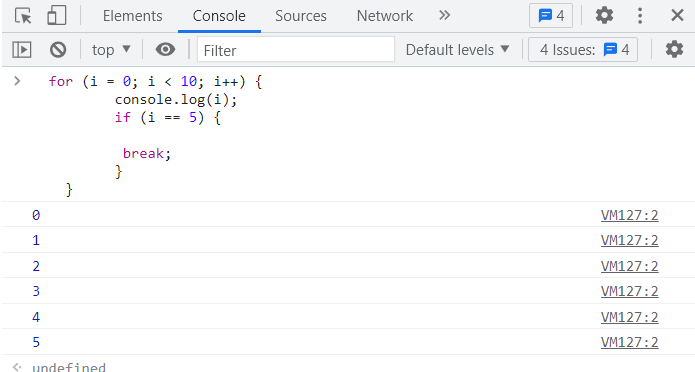 Elements Console Sources Network » 4
top ▼ Filter Default levels ▼ 4 Issues: 4
> for (i = 0; i < 10; i++) {
console.log(i);
if (i == 5) {
break;
}
}
0 VM127:2
1 VM127:2
2 VM127:2
3 VM127:2
4 VM127:2
5 VM127:2
undefined